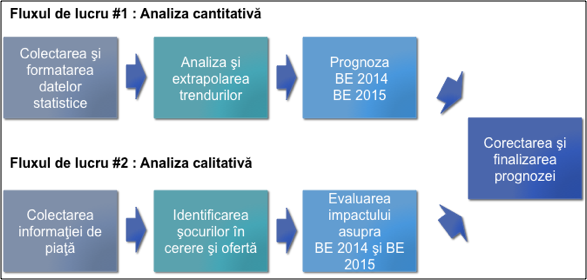 Fluxul de lucru #1 : Analiza cantitativă
Colectarea şi
formatarea
datelor
statistice
Analiza şi
extrapolarea
trendurilor
Prognoza
BE 2014
BE 2015
Fluxul de lucru #2 : Analiza calitativă
Colectarea
informaţiei de
piaţă
Identificarea
şocurilor în
cerere şi ofertă
Evaluarea
impactului
asupra
BE 2014 şi BE
2015
Corectarea şi
finalizarea
prognozei